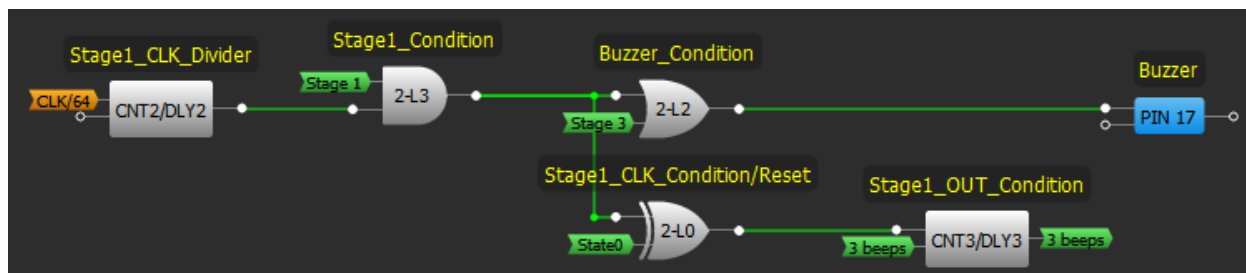 Stage1_CLK_Divider
Stage1_Condition
Buzzer_Condition
Buzzer
CLK/64
CNT2/DLY2
Stage 1
2-L3
Stage 3
2-L2
PIN 17
Stage1_CLK_Condition/Reset
Stage1_OUT_Condition
State0
2-L0
3 beeps
CNT3/DLY3
3 beeps